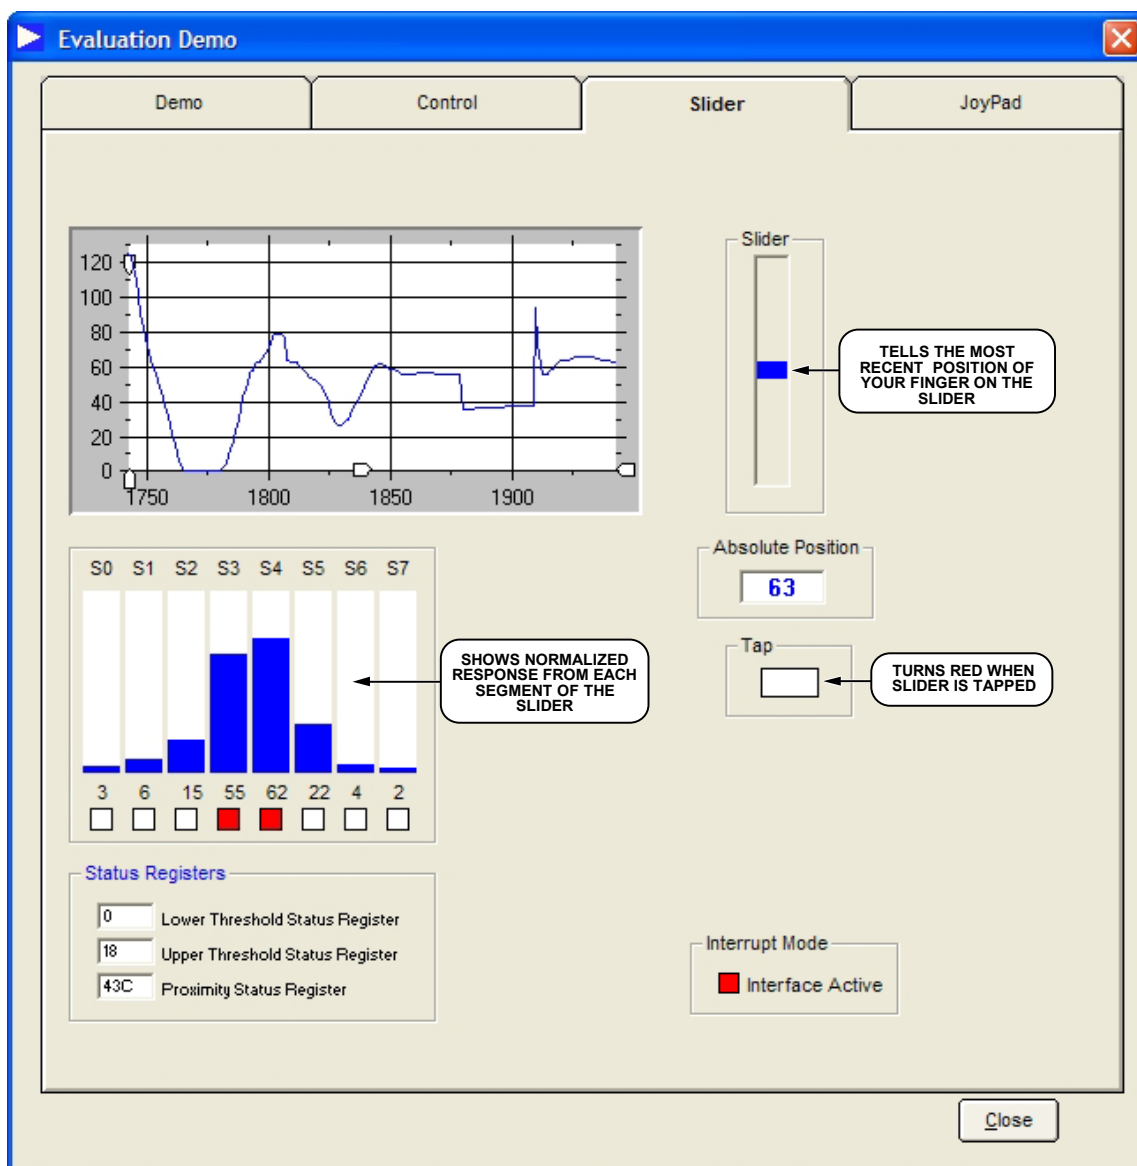 Evaluation Demo
Demo
Control
Slider
JoyPad
120
100
80
60
40
20
0
1750
1800
1850
1900
Slider
TELLS THE MOST
RECENT POSITION OF
YOUR FINGER ON THE
SLIDER
Absolute Position
63
Tap
TURNS RED WHEN
SLIDER IS TAPPED
S0 S1 S2 S3 S4 S5 S6 S7
SHOWS NORMALIZED
RESPONSE FROM EACH
SEGMENT OF THE
SLIDER
3 6 15 55 62 22 4 2
Status Registers
0 Lower Threshold Status Register
18 Upper Threshold Status Register
43C Proximity Status Register
Interrupt Mode
Interface Active
Close